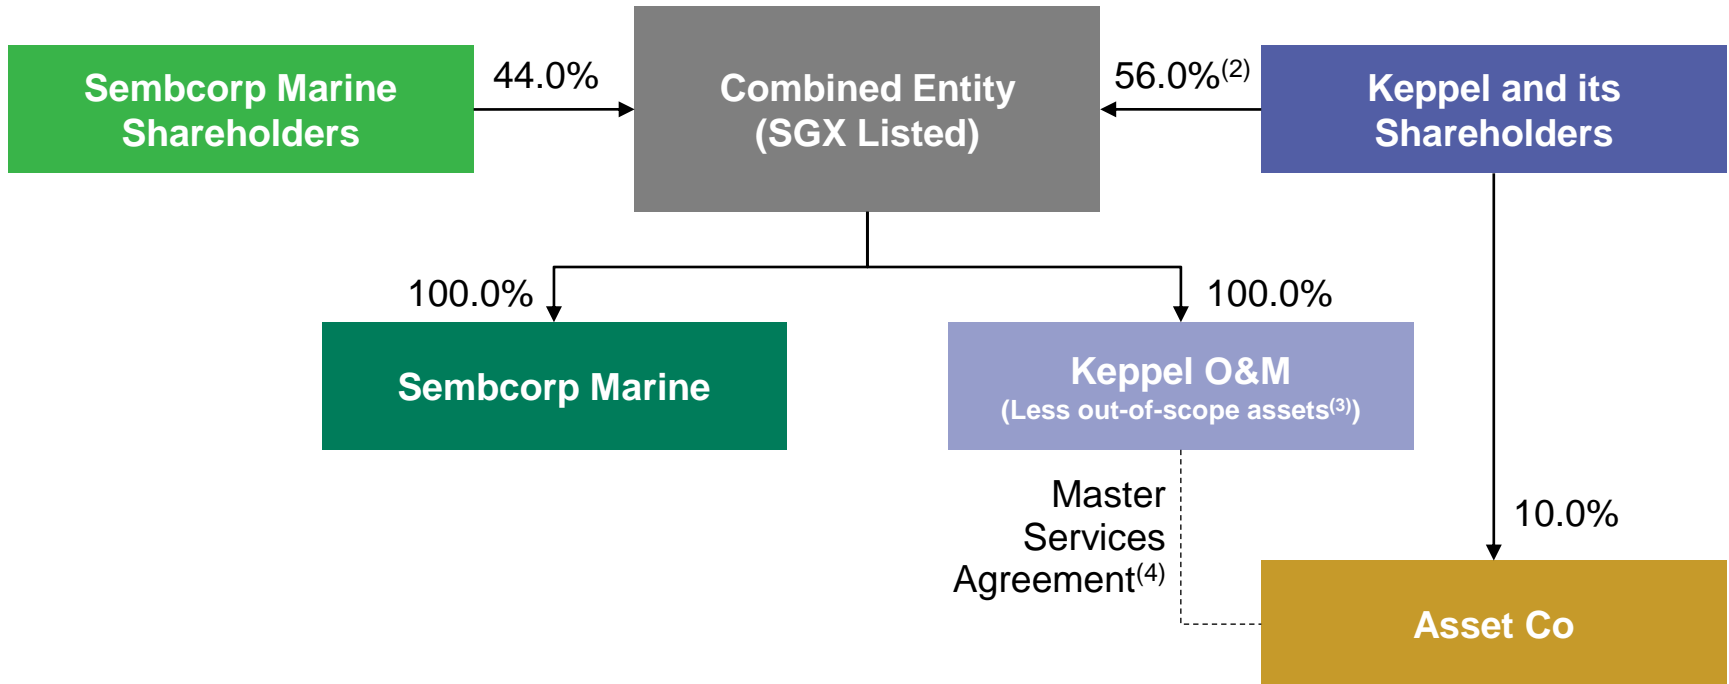 Sembcorp Marine
Shareholders
44.0%
Combined Entity
(SGX Listed)
56.0%(2)
Keppel and its
Shareholders
100.0%
100.0%
Sembcorp Marine
Keppel O&M
(Less out-of-scope assets(3))
Master
Services
Agreement(4)
10.0%
Asset Co